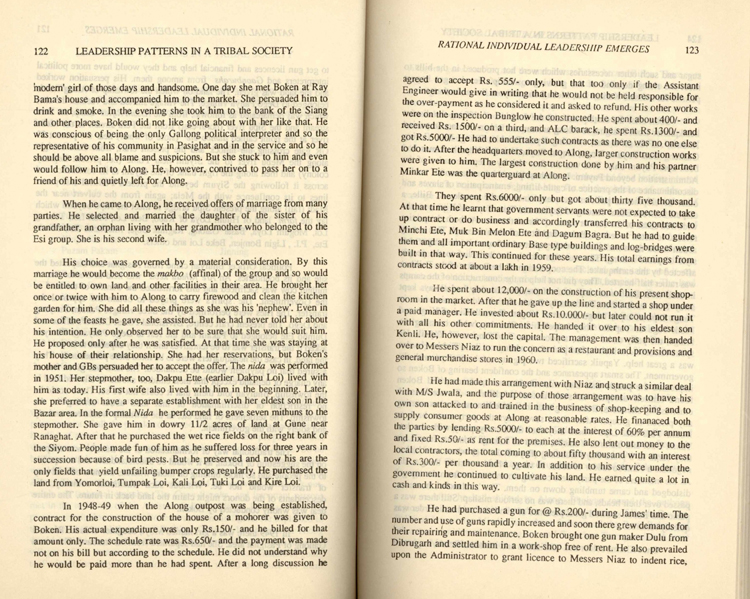 122 LEADERSHIP PATTERNS IN A TRIBAL SOCIETY
'modern' girl of those days and handsome. One day she met Boken at Ray
Bama's house and accompanied him to the market. She persuaded him to
drink and smoke. In the evening she took him to the bank of the Siang
and other places. Boken did not like going about with her like that. He
was conscious of being the only Gallong political interpreter and so the
representative of his community in Pasighat and in the service and so he
should be above all blame and suspicions. But she stuck to him and even
would follow him to Along. He, however, contrived to pass her on to a
friend of his and quietly left for Along.
When he came to Along, he received offers of marriage from many
parties. He selected and married the daughter of the sister of his
grandfather, an orphan living with her grandmother who belonged to the
Esi group. She is his second wife.
His choice was governed by a material consideration. By this
marriage he would become the makbo (affinal) of the group and so would
be entitled to own land and other facilities in their area. He brought her
once or twice with him to Along to carry firewood and clean the kitchen
garden for him. She did all these things as she was his 'nephew'. Even in
some of the feasts he gave, she assisted. But he had never told her about
his intention. He only observed her to be sure that she would suit him.
He proposed only after he was satisfied. At that time she was staying at
his house of their relationship. She had her reservations, but Boken's
mother and GBs persuaded her to accept the offer. The nida was performed
in 1951. Her stepmother, too, Dakpu Ette (earlier Dakpu Loi) lived with
him as today. His first wife also lived with him in the beginning. Later,
she preferred to have a separate establishment with her eldest son in the
Bazar area. In the formal Nida he performed he gave seven mithuns to the
stepmother. She gave him in dowry 11/2 acres of land at Gune near
Ranaghat. After that he purchased the wet rice fields on the right bank of
the Siyom. People made fun of him as he suffered loss for three years in
succession because of bird pests. But he preserved and now his are the
only fields that yield unfailing bumper crops regularly. He purchased the
land from Yomorloi, Tumpak Loi, Kali Loi, Tuki Loi and Kire Loi.
In 1948-49 when the Along outpost was being established,
contract for the construction of the house of a mohorer was given to
Boken. His actual expenditure was only Rs,150/- and he billed for that
amount only. The schedule rate was Rs.650/- and the payment was made
not on his bill but according to the schedule. He did not understand why
he would be paid more than he had spent. After a long discussion he
RATIONAL INDIVIDUAL LEADERSHIP EMERGES 123
agreed to accept Rs. 555/- only, but that too only if the Assistant
Engineer would give in writing that he would not be held responsible for
the over-payment as he considered it and asked to refund. His other works
were on the inspection Bunglow he constructed. He spent about 400/- and
received Rs. 1500/- on a third, and ALC barack, he spent Rs.1300/- and
got Rs.5000/- He had to undertake such contracts as there was no one else
to do it. After the headquarters moved to Along, larger construction works
were given to him. The largest construction done by him and his partner
Minkar Ete was the quarterguard at Along.
They spent Rs.6000/- only but got about thirty five thousand.
At that time he learnt that government servants were not expected to take
up contract or do business and accordingly transferred his contracts to
Minchi Ete, Muk Bin Melon Ete and Dagum Bagra. But he had to guide
them and all important ordinary Base type buildings and log-bridges were
built in that way. This continued for these years. His total earnings from
contracts stood at about a lakh in 1959.
He spent about 12,000/- on the construction of his present shop-
room in the market. After that he gave up the line and started a shop under
a paid manager. He invested about Rs.10.000/- but later could not run it
with all his other commitments. He handed it over to his eldest son
Kenli. He, however, lost the capital. The management was then handed
over to Messers Niaz to run the concern as a restaurant and provisions and
general merchandise stores in 1960.
He had made this arrangement with Niaz and struck a similar deal
with M/S Jwala, and the purpose of those arrangement was to have his
own son attacked to and trained in the business of shop-keeping and to
supply consumer goods at Along at reasonable rates. He finanaced both
the parties by lending Rs.5000/- to each at the interest of 60% per annum
and fixed Rs.50/- as rent for the premises. He also lent out money to the
local contractors, the total coming to about fifty thousand with an interest
of Rs.300/- per thousand a year. In addition to his service under the
government he continued to cultivate his land. He earned quite a lot in
cash and kinds in this way.
He had purchased a gun for @ Rs.200/- during James' time. The
number and use of guns rapidly increased and soon there grew demands for
their repairing and maintenance. Boken brought one gun maker Dulu from
Dibrugarh and settled him in a work-shop free of rent. He also prevailed
upon the Administrator to grant licence to Messers Niaz to indent rice,